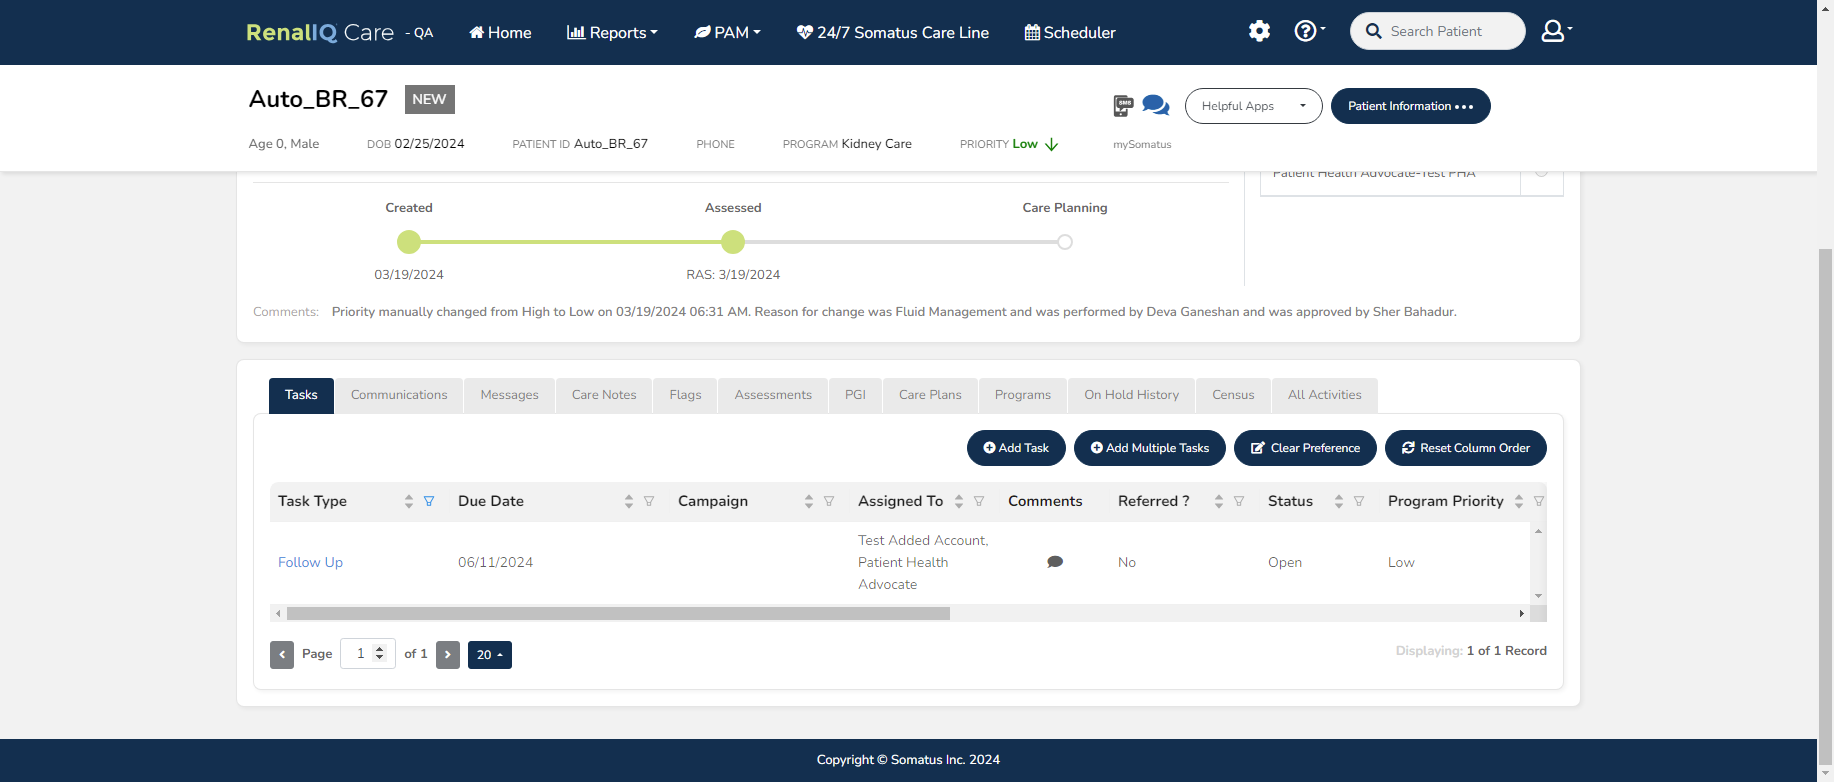 RenalIQ Care - QA Home Reports PAM 24/7 Somatus Care Line Scheduler Search Patient
Auto_BR_67 NEW
SMS
Helpful Apps Patient Information
Age 0, Male DOB 02/25/2024 PATIENT ID Auto_BR_67 PHONE PROGRAM Kidney Care PRIORITY Low mySomatus
Patient Health Advocate-Test PHA
Created Assessed Care Planning
03/19/2024 RAS: 3/19/2024
Comments: Priority manually changed from High to Low on 03/19/2024 06:31 AM. Reason for change was Fluid Management and was performed by Deva Ganeshan and was approved by Sher Bahadur.
Tasks Communications Messages Care Notes Flags Assessments PGI Care Plans Programs On Hold History Census All Activities
Add Task Add Multiple Tasks Clear Preference Reset Column Order
Task Type Due Date Campaign Assigned To Comments Referred ? Status Program Priority
Follow Up 06/11/2024 Test Added Account,
Patient Health
Advocate No Open Low
Page 1 of 1 20 Displaying: 1 of 1 Record
Copyright © Somatus Inc. 2024